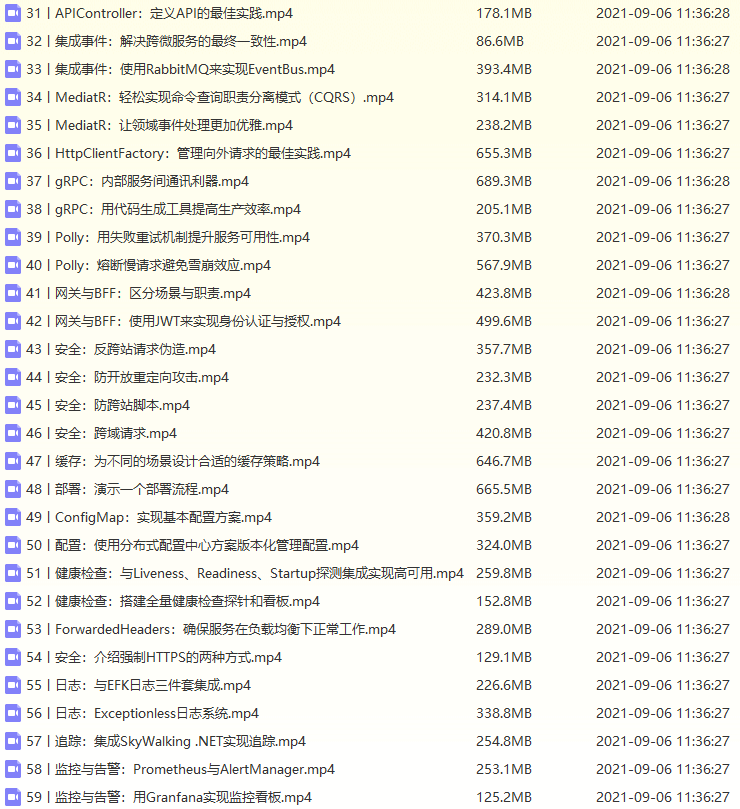 31丨APIController：定义API的最佳实践.mp4 178.1MB 2021-09-06 11:36:28
32丨集成事件：解决跨微服务的最终一致性.mp4 86.6MB 2021-09-06 11:36:27
33丨集成事件：使用RabbitMQ来实现EventBus.mp4 393.4MB 2021-09-06 11:36:28
34丨MediatR：轻松实现命令查询职责分离模式（CQRS）.mp4 314.1MB 2021-09-06 11:36:27
35丨MediatR：让领域事件处理更加优雅.mp4 238.2MB 2021-09-06 11:36:27
36丨HttpClientFactory：管理向外请求的最佳实践.mp4 655.3MB 2021-09-06 11:36:27
37丨gRPC：内部服务间通讯利器.mp4 689.3MB 2021-09-06 11:36:28
38丨gRPC：用代码生成工具提高生产效率.mp4 205.1MB 2021-09-06 11:36:27
39丨Polly：用失败重试机制提升服务可用性.mp4 370.3MB 2021-09-06 11:36:27
40丨Polly：熔断慢请求避免雪崩效应.mp4 567.9MB 2021-09-06 11:36:27
41丨网关与BFF：区分场景与职责.mp4 423.8MB 2021-09-06 11:36:28
42丨网关与BFF：使用JWT来实现身份认证与授权.mp4 499.6MB 2021-09-06 11:36:27
43丨安全：反跨站请求伪造.mp4 357.7MB 2021-09-06 11:36:27
44丨安全：防开放重定向攻击.mp4 232.3MB 2021-09-06 11:36:27
45丨安全：防跨站脚本.mp4 237.4MB 2021-09-06 11:36:27
46丨安全：跨域请求.mp4 420.8MB 2021-09-06 11:36:27
47丨缓存：为不同的场景设计合适的缓存策略.mp4 646.7MB 2021-09-06 11:36:27
48丨部署：演示一个部署流程.mp4 665.5MB 2021-09-06 11:36:27
49丨ConfigMap：实现基本配置方案.mp4 359.2MB 2021-09-06 11:36:28
50丨配置：使用分布式配置中心方案版本化管理配置.mp4 324.0MB 2021-09-06 11:36:27
51丨健康检查：与Liveness、Readiness、Startup探测集成实现高可用.mp4 259.8MB 2021-09-06 11:36:27
52丨健康检查：搭建全量健康检查探针和看板.mp4 152.8MB 2021-09-06 11:36:27
53丨ForwardedHeaders：确保服务在负载均衡下正常工作.mp4 289.0MB 2021-09-06 11:36:27
54丨安全：介绍强制HTTPS的两种方式.mp4 129.1MB 2021-09-06 11:36:27
55丨日志：与EFK日志三件套集成.mp4 226.6MB 2021-09-06 11:36:27
56丨日志：Exceptionless日志系统.mp4 338.8MB 2021-09-06 11:36:27
57丨追踪：集成SkyWalking .NET实现追踪.mp4 254.8MB 2021-09-06 11:36:27
58丨监控与告警：Prometheus与AlertManager.mp4 253.1MB 2021-09-06 11:36:27
59丨监控与告警：用Granfana实现监控看板.mp4 125.2MB 2021-09-06 11:36:27